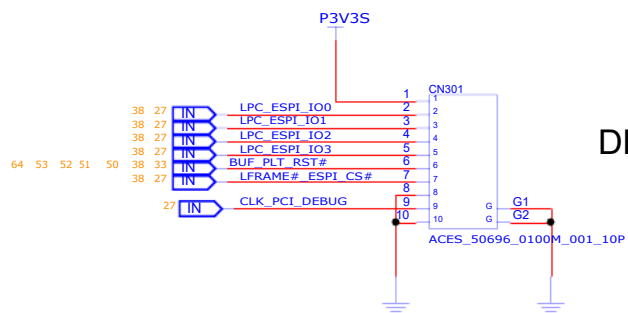 P3V3S
1 CN301 1
38 27 IN LPC_ESPI_IO0 2 2
38 27 IN LPC_ESPI_IO1 3 3
38 27 IN LPC_ESPI_IO2 4 4
38 27 IN LPC_ESPI_IO3 5 5
64 53 52 51 50 38 33 IN BUF_PLT_RST# 6 6
38 27 IN LFRAME#_ESPI_CS# 7 7
8 8
27 IN CLK_PCI_DEBUG 9 9 G G1
10 10 G G2
ACES_50696_0100M_001_10P